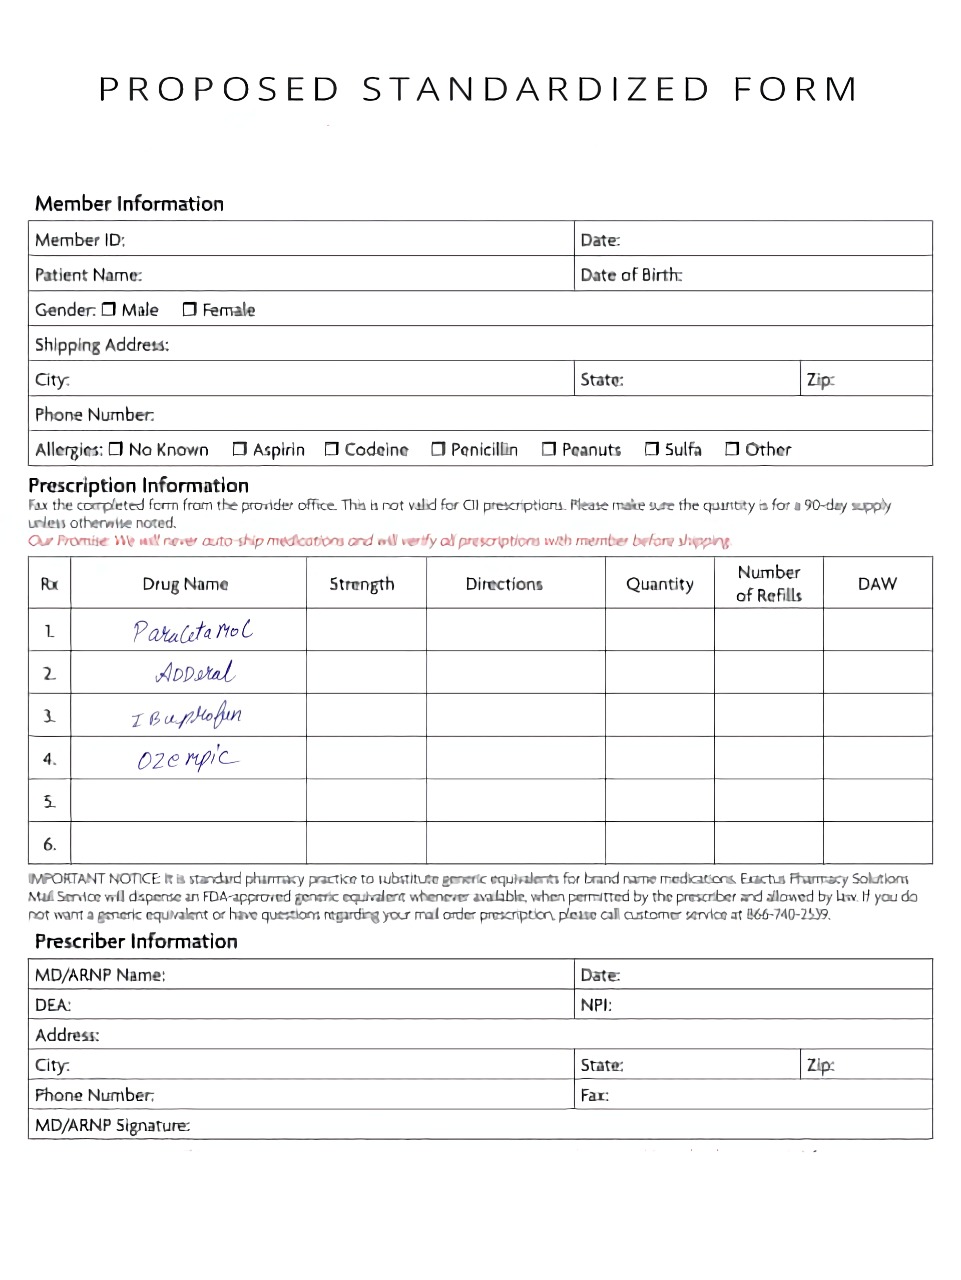 PROPOSED STANDARDIZED FORM
Member Information
Member ID: Date:
Patient Name: Date of Birth:
Gender: ☐ Male ☐ Female
Shipping Address:
City: State: Zip:
Phone Number:
Allergies: ☐ No Known ☐ Aspirin ☐ Codeine ☐ Penicillin ☐ Peanuts ☐ Sulfa ☐ Other
Prescription Information
Fax the completed form from the provider office. This is not valid for CII prescriptions. Please make sure the quantity is for a 90-day supply
unless otherwise noted.
Our Promise: We will never auto-ship medications and will verify all prescriptions with member before shipping.
Rx Drug Name Strength Directions Quantity Number of Refills DAW
1. Paracetamol
2. Adderal
3. IBuprofen
4. Ozempic
5.
6.
IMPORTANT NOTICE: It is standard pharmacy practice to substitute generic equivalents for brand name medications. Exactus Pharmacy Solutions
Mail Service will dispense an FDA-approved generic equivalent whenever available, when permitted by the prescriber and allowed by law. If you do
not want a generic equivalent or have questions regarding your mail order prescription, please call customer service at 866-740-2539.
Prescriber Information
MD/ARNP Name: Date:
DEA: NPI:
Address:
City: State: Zip:
Phone Number: Fax:
MD/ARNP Signature: